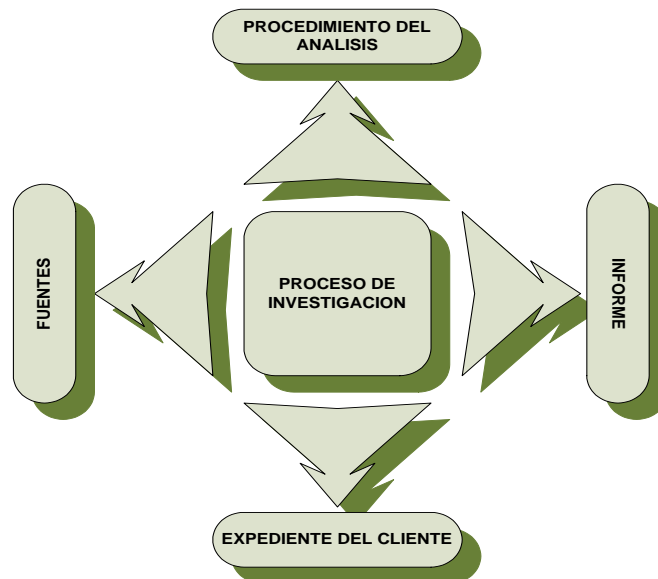 PROCEDIMIENTO DEL
ANALISIS
FUENTES
PROCESO DE
INVESTIGACION
INFORME
EXPEDIENTE DEL CLIENTE